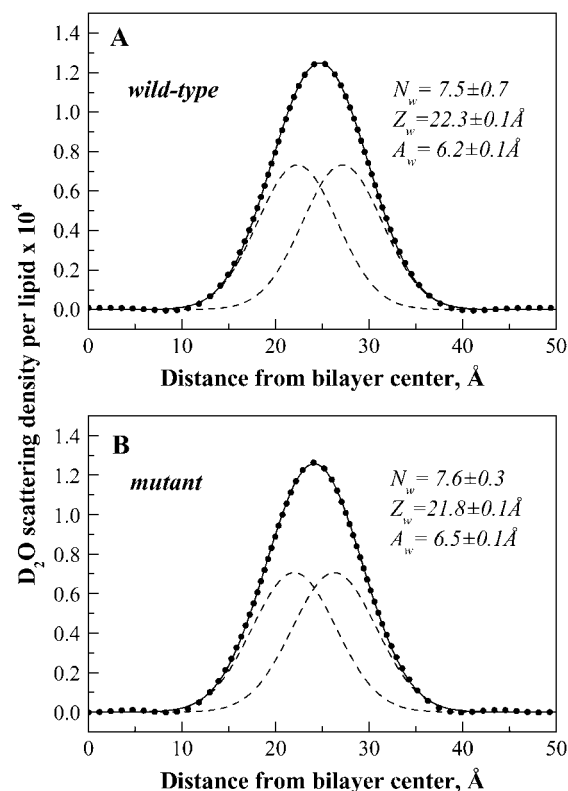 D₂O scattering density per lipid x 10⁴
A
wild-type
N_w = 7.5±0.7
Z_w = 22.3±0.1Å
A_w = 6.2±0.1Å
1.4
1.2
1.0
0.8
0.6
0.4
0.2
0.0
0 10 20 30 40 50
Distance from bilayer center, Å
B
mutant
N_w = 7.6±0.3
Z_w = 21.8±0.1Å
A_w = 6.5±0.1Å
1.4
1.2
1.0
0.8
0.6
0.4
0.2
0.0
0 10 20 30 40 50
Distance from bilayer center, Å